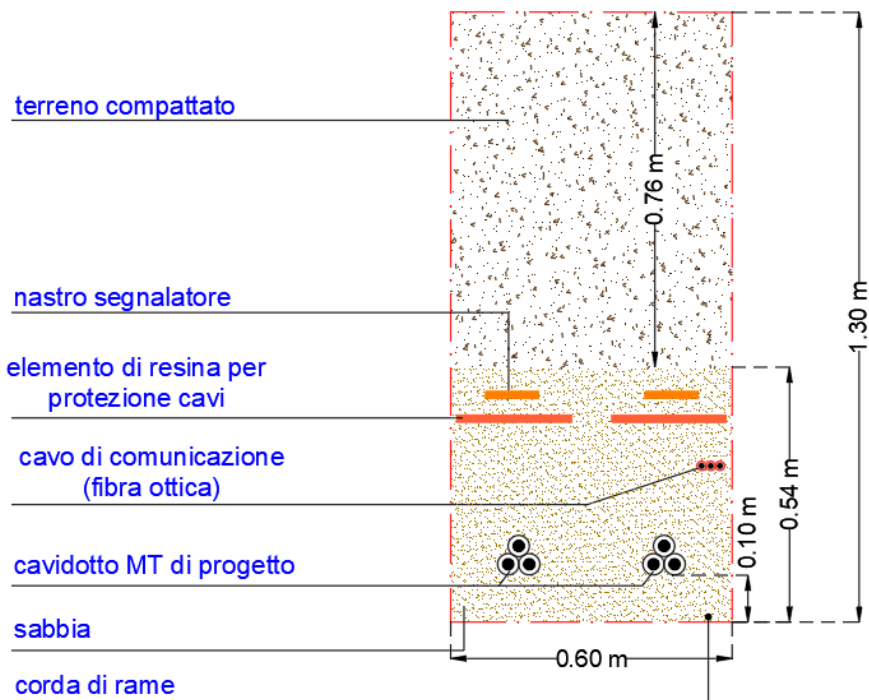 terreno compattato
0.76 m
nastro segnalatore
1.30 m
elemento di resina per
protezione cavi
cavo di comunicazione
(fibra ottica)
0.54 m
0.10 m
cavidotto MT di progetto
sabbia
0.60 m
corda di rame